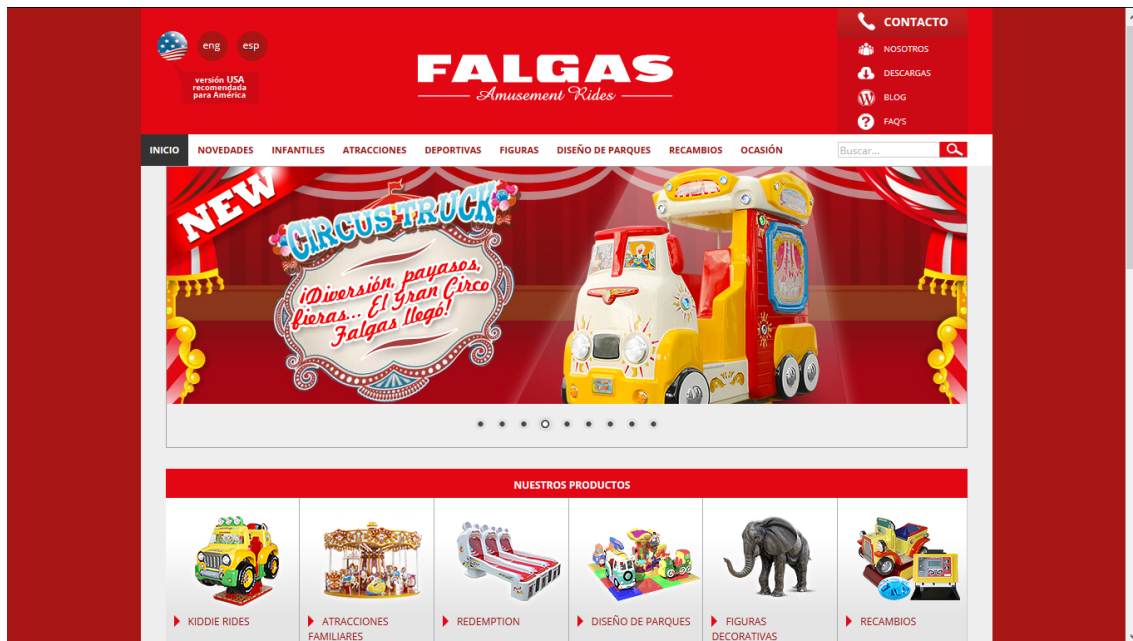 eng esp
versión USA
recomendada
para América
FALGAS
Amusement Rides
CONTACTO
NOSOTROS
DESCARGAS
BLOG
FAQ'S
INICIO NOVEDADES INFANTILES ATRACCIONES DEPORTIVAS FIGURAS DISEÑO DE PARQUES RECAMBIOS OCASIÓN
Buscar...
NEW
CIRCUS TRUCK
¡Diversión, payasos,
fieras... El Gran Circo
Falgas llegó!
NUESTROS PRODUCTOS
KIDDIE RIDES
ATRACCIONES
FAMILIARES
REDEMPTION
DISEÑO DE PARQUES
FIGURAS
DECORATIVAS
RECAMBIOS